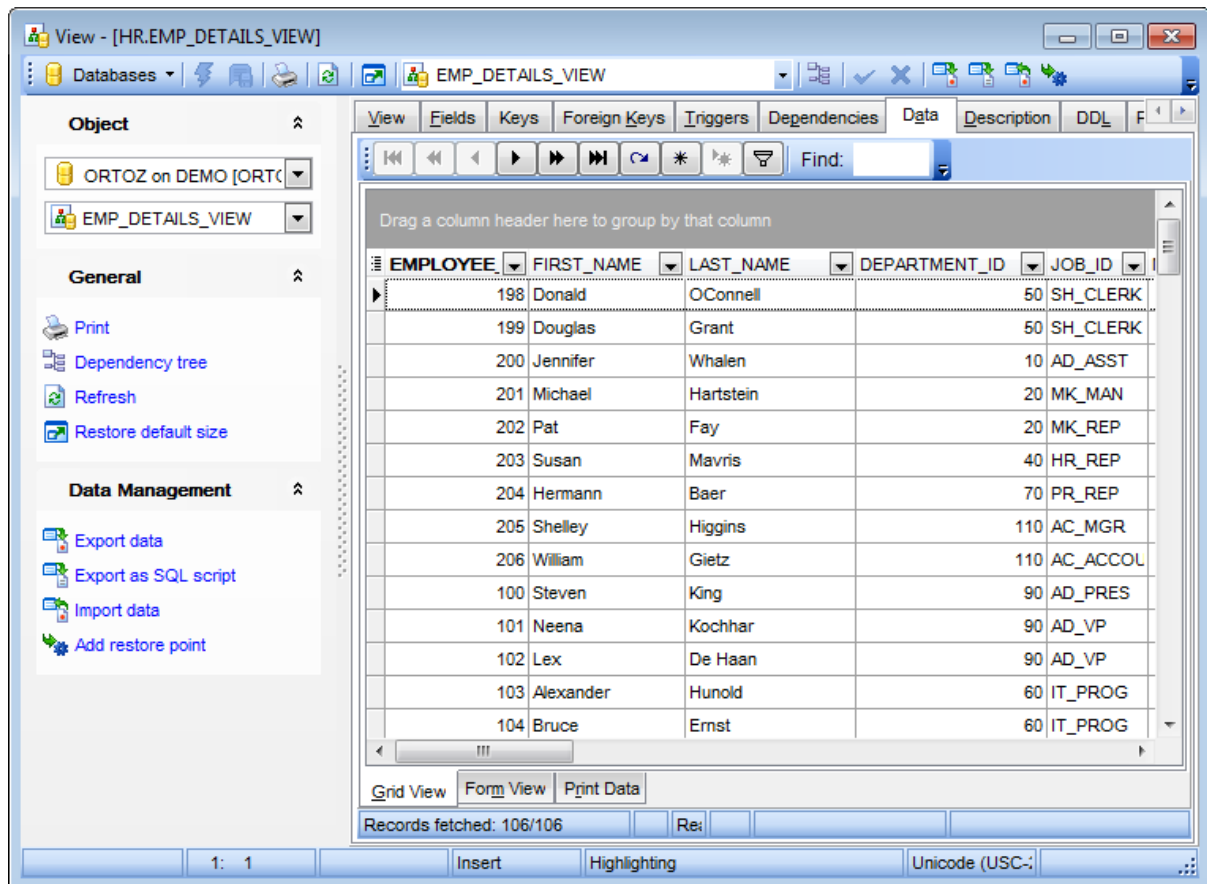 View - [HR.EMP_DETAILS_VIEW]
Databases EMP_DETAILS_VIEW
Object
ORTOZ on DEMO [ORT
EMP_DETAILS_VIEW
General
Print
Dependency tree
Refresh
Restore default size
Data Management
Export data
Export as SQL script
Import data
Add restore point
View Fields Keys Foreign Keys Triggers Dependencies Data Description DDL F
Find:
Drag a column header here to group by that column
EMPLOYEE_ FIRST_NAME LAST_NAME DEPARTMENT_ID JOB_ID
198 Donald OConnell 50 SH_CLERK
199 Douglas Grant 50 SH_CLERK
200 Jennifer Whalen 10 AD_ASST
201 Michael Hartstein 20 MK_MAN
202 Pat Fay 20 MK_REP
203 Susan Mavris 40 HR_REP
204 Hermann Baer 70 PR_REP
205 Shelley Higgins 110 AC_MGR
206 William Gietz 110 AC_ACCOU
100 Steven King 90 AD_PRES
101 Neena Kochhar 90 AD_VP
102 Lex De Haan 90 AD_VP
103 Alexander Hunold 60 IT_PROG
104 Bruce Ernst 60 IT_PROG
Grid View Form View Print Data
Records fetched: 106/106 Rea
1: 1 Insert Highlighting Unicode (USC-2